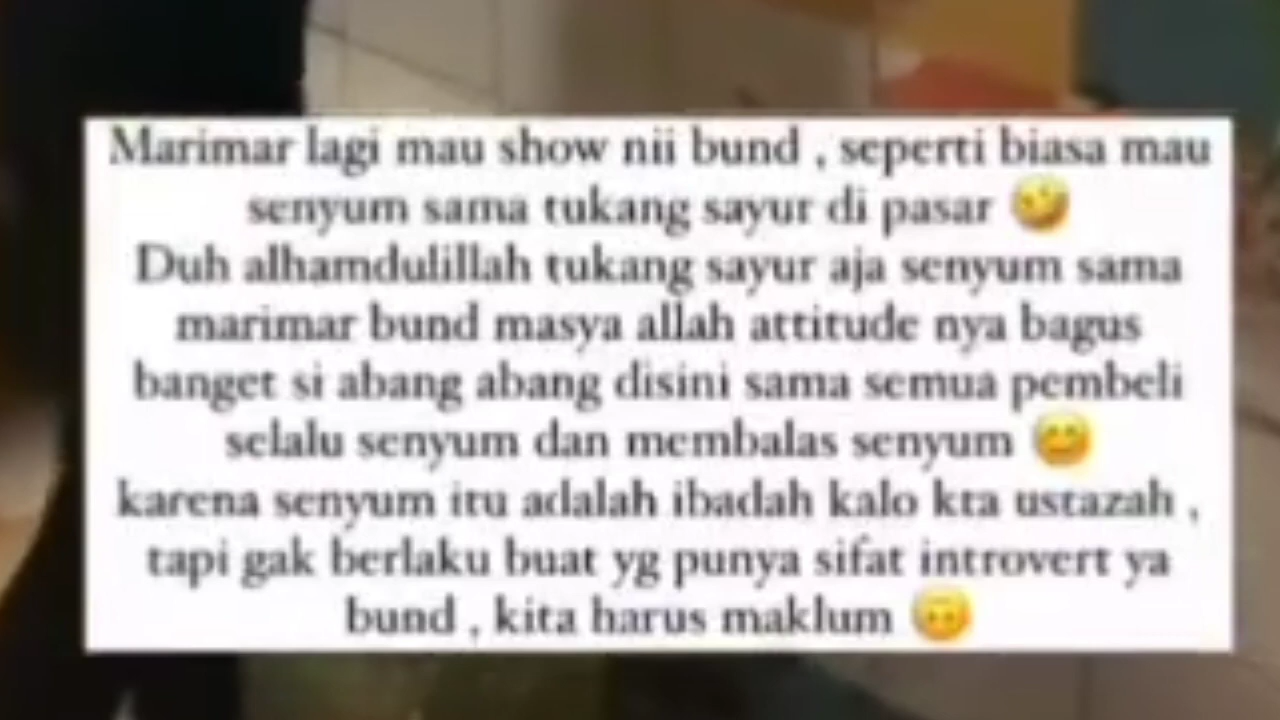 Marimar lagi mau show nii bund , seperti biasa mau
senyum sama tukang sayur di pasar 🤣
Duh alhamdulillah tukang sayur aja senyum sama
marimar bund masya allah attitude nya bagus
banget si abang abang disini sama semua pembeli
selalu senyum dan membalas senyum 😊
karena senyum itu adalah ibadah kalo kta ustazah ,
tapi gak berlaku buat yg punya sifat introvert ya
bund , kita harus maklum 🙃